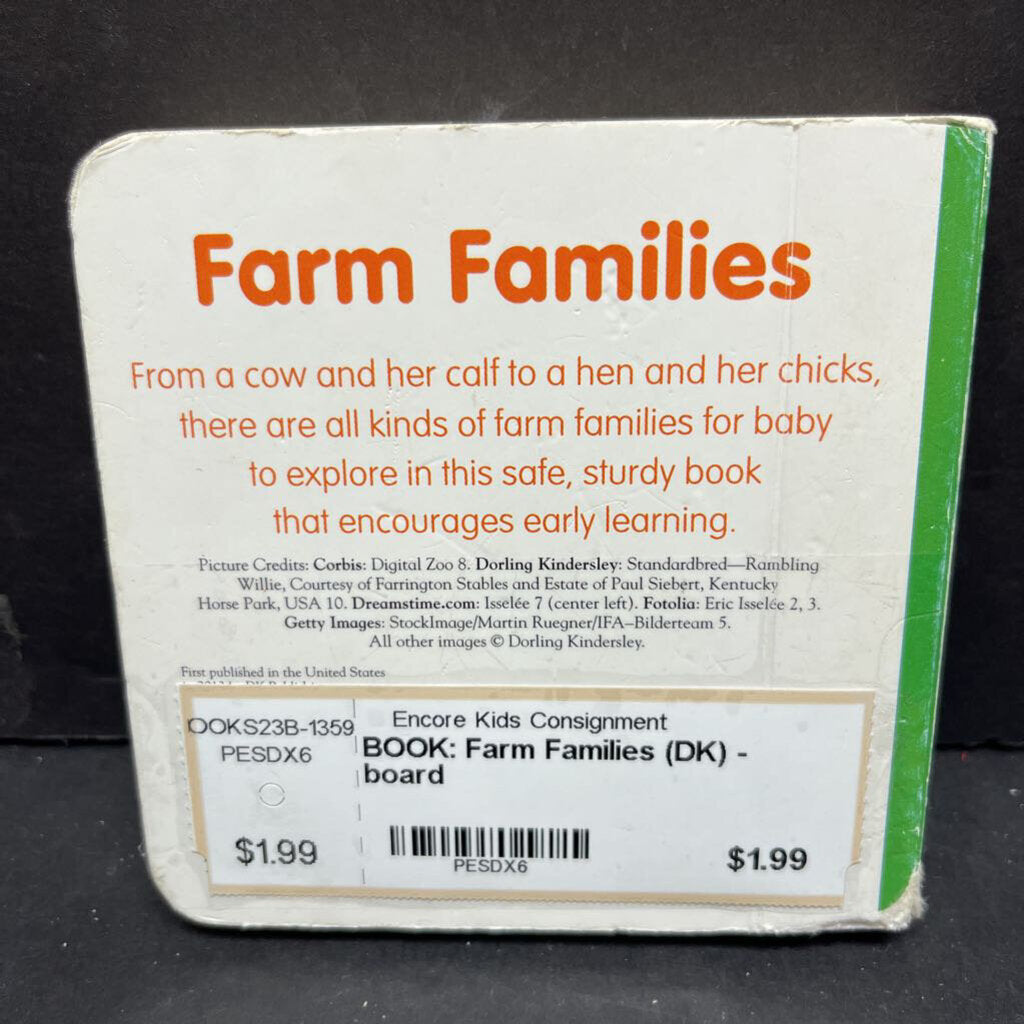 Farm Families
From a cow and her calf to a hen and her chicks,
there are all kinds of farm families for baby
to explore in this safe, sturdy book
that encourages early learning.
Picture Credits: Corbis: Digital Zoo 8. Dorling Kindersley: Standardbred—Rambling
Willie, Courtesy of Farrington Stables and Estate of Paul Siebert, Kentucky
Horse Park, USA 10. Dreamstime.com: Isselée 7 (center left). Fotolia: Eric Isselée 2, 3.
Getty Images: StockImage/Martin Ruegner/IFA–Bilderteam 5.
All other images © Dorling Kindersley.
First published in the United States
OOKS23B-1359
PESDX6
$1.99
Encore Kids Consignment
BOOK: Farm Families (DK) -
board
PESDX6
$1.99